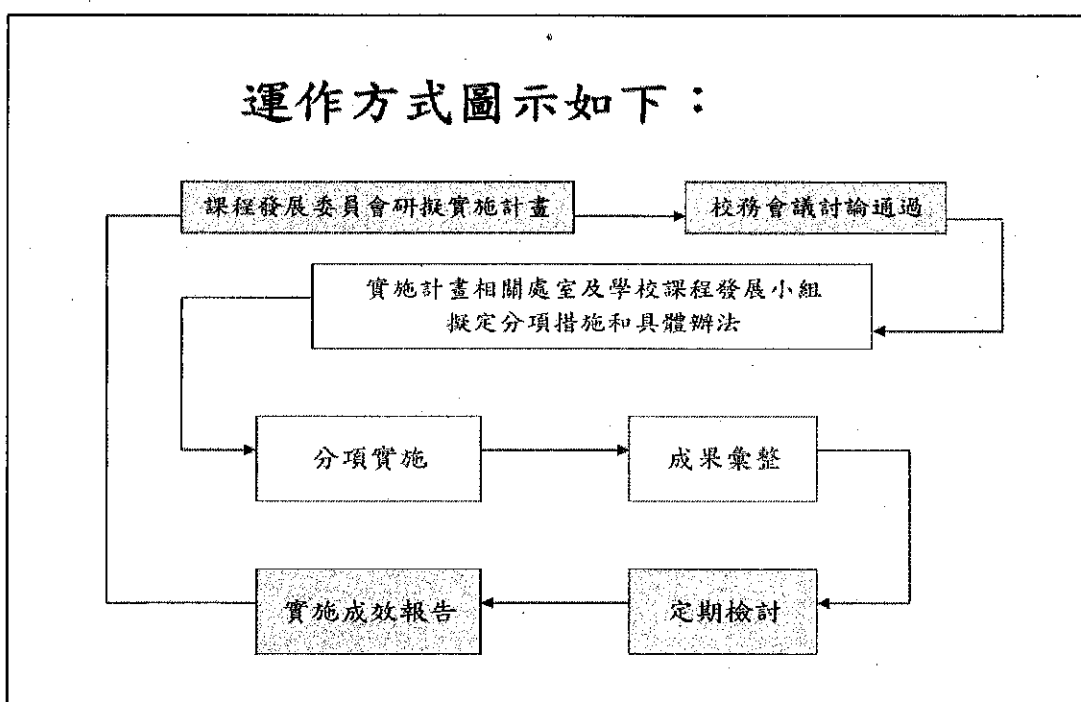 運作方式圖示如下：
課程發展委員會研擬實施計畫
校務會議討論通過
實施計畫相關處室及學校課程發展小組
擬定分項措施和具體辦法
分項實施
成果彙整
實施成效報告
定期檢討